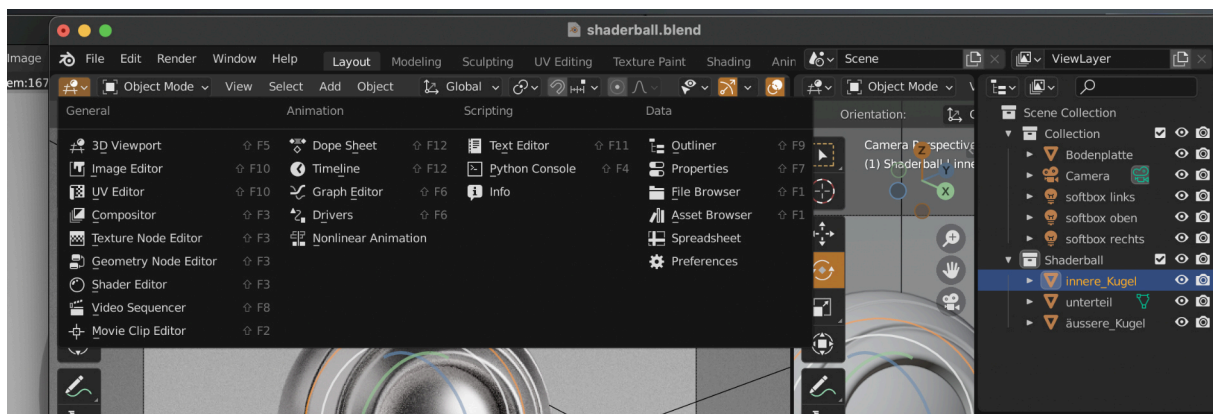 shaderball.blend
Image
em:167
File Edit Render Window Help Layout Modeling Sculpting UV Editing Texture Paint Shading Anin Scene ViewLayer
Object Mode View Select Add Object Global Object Mode
General Animation Scripting Data
3D Viewport ⇧ F5
Image Editor ⇧ F10
UV Editor ⇧ F10
Compositor ⇧ F3
Texture Node Editor ⇧ F3
Geometry Node Editor ⇧ F3
Shader Editor ⇧ F3
Video Sequencer ⇧ F8
Movie Clip Editor ⇧ F2
Dope Sheet ⇧ F12
Timeline ⇧ F12
Graph Editor ⇧ F6
Drivers ⇧ F6
Nonlinear Animation
Text Editor ⇧ F11
Python Console ⇧ F4
Info
Outliner ⇧ F9
Properties ⇧ F7
File Browser ⇧ F1
Asset Browser ⇧ F1
Spreadsheet
Preferences
Orientation:
Camera Perspective
(1) Shaderball | inne
Z
Y
X
Scene Collection
Collection
Bodenplatte
Camera
softbox links
softbox oben
softbox rechts
Shaderball
innere_Kugel
unterteil
äussere_Kugel